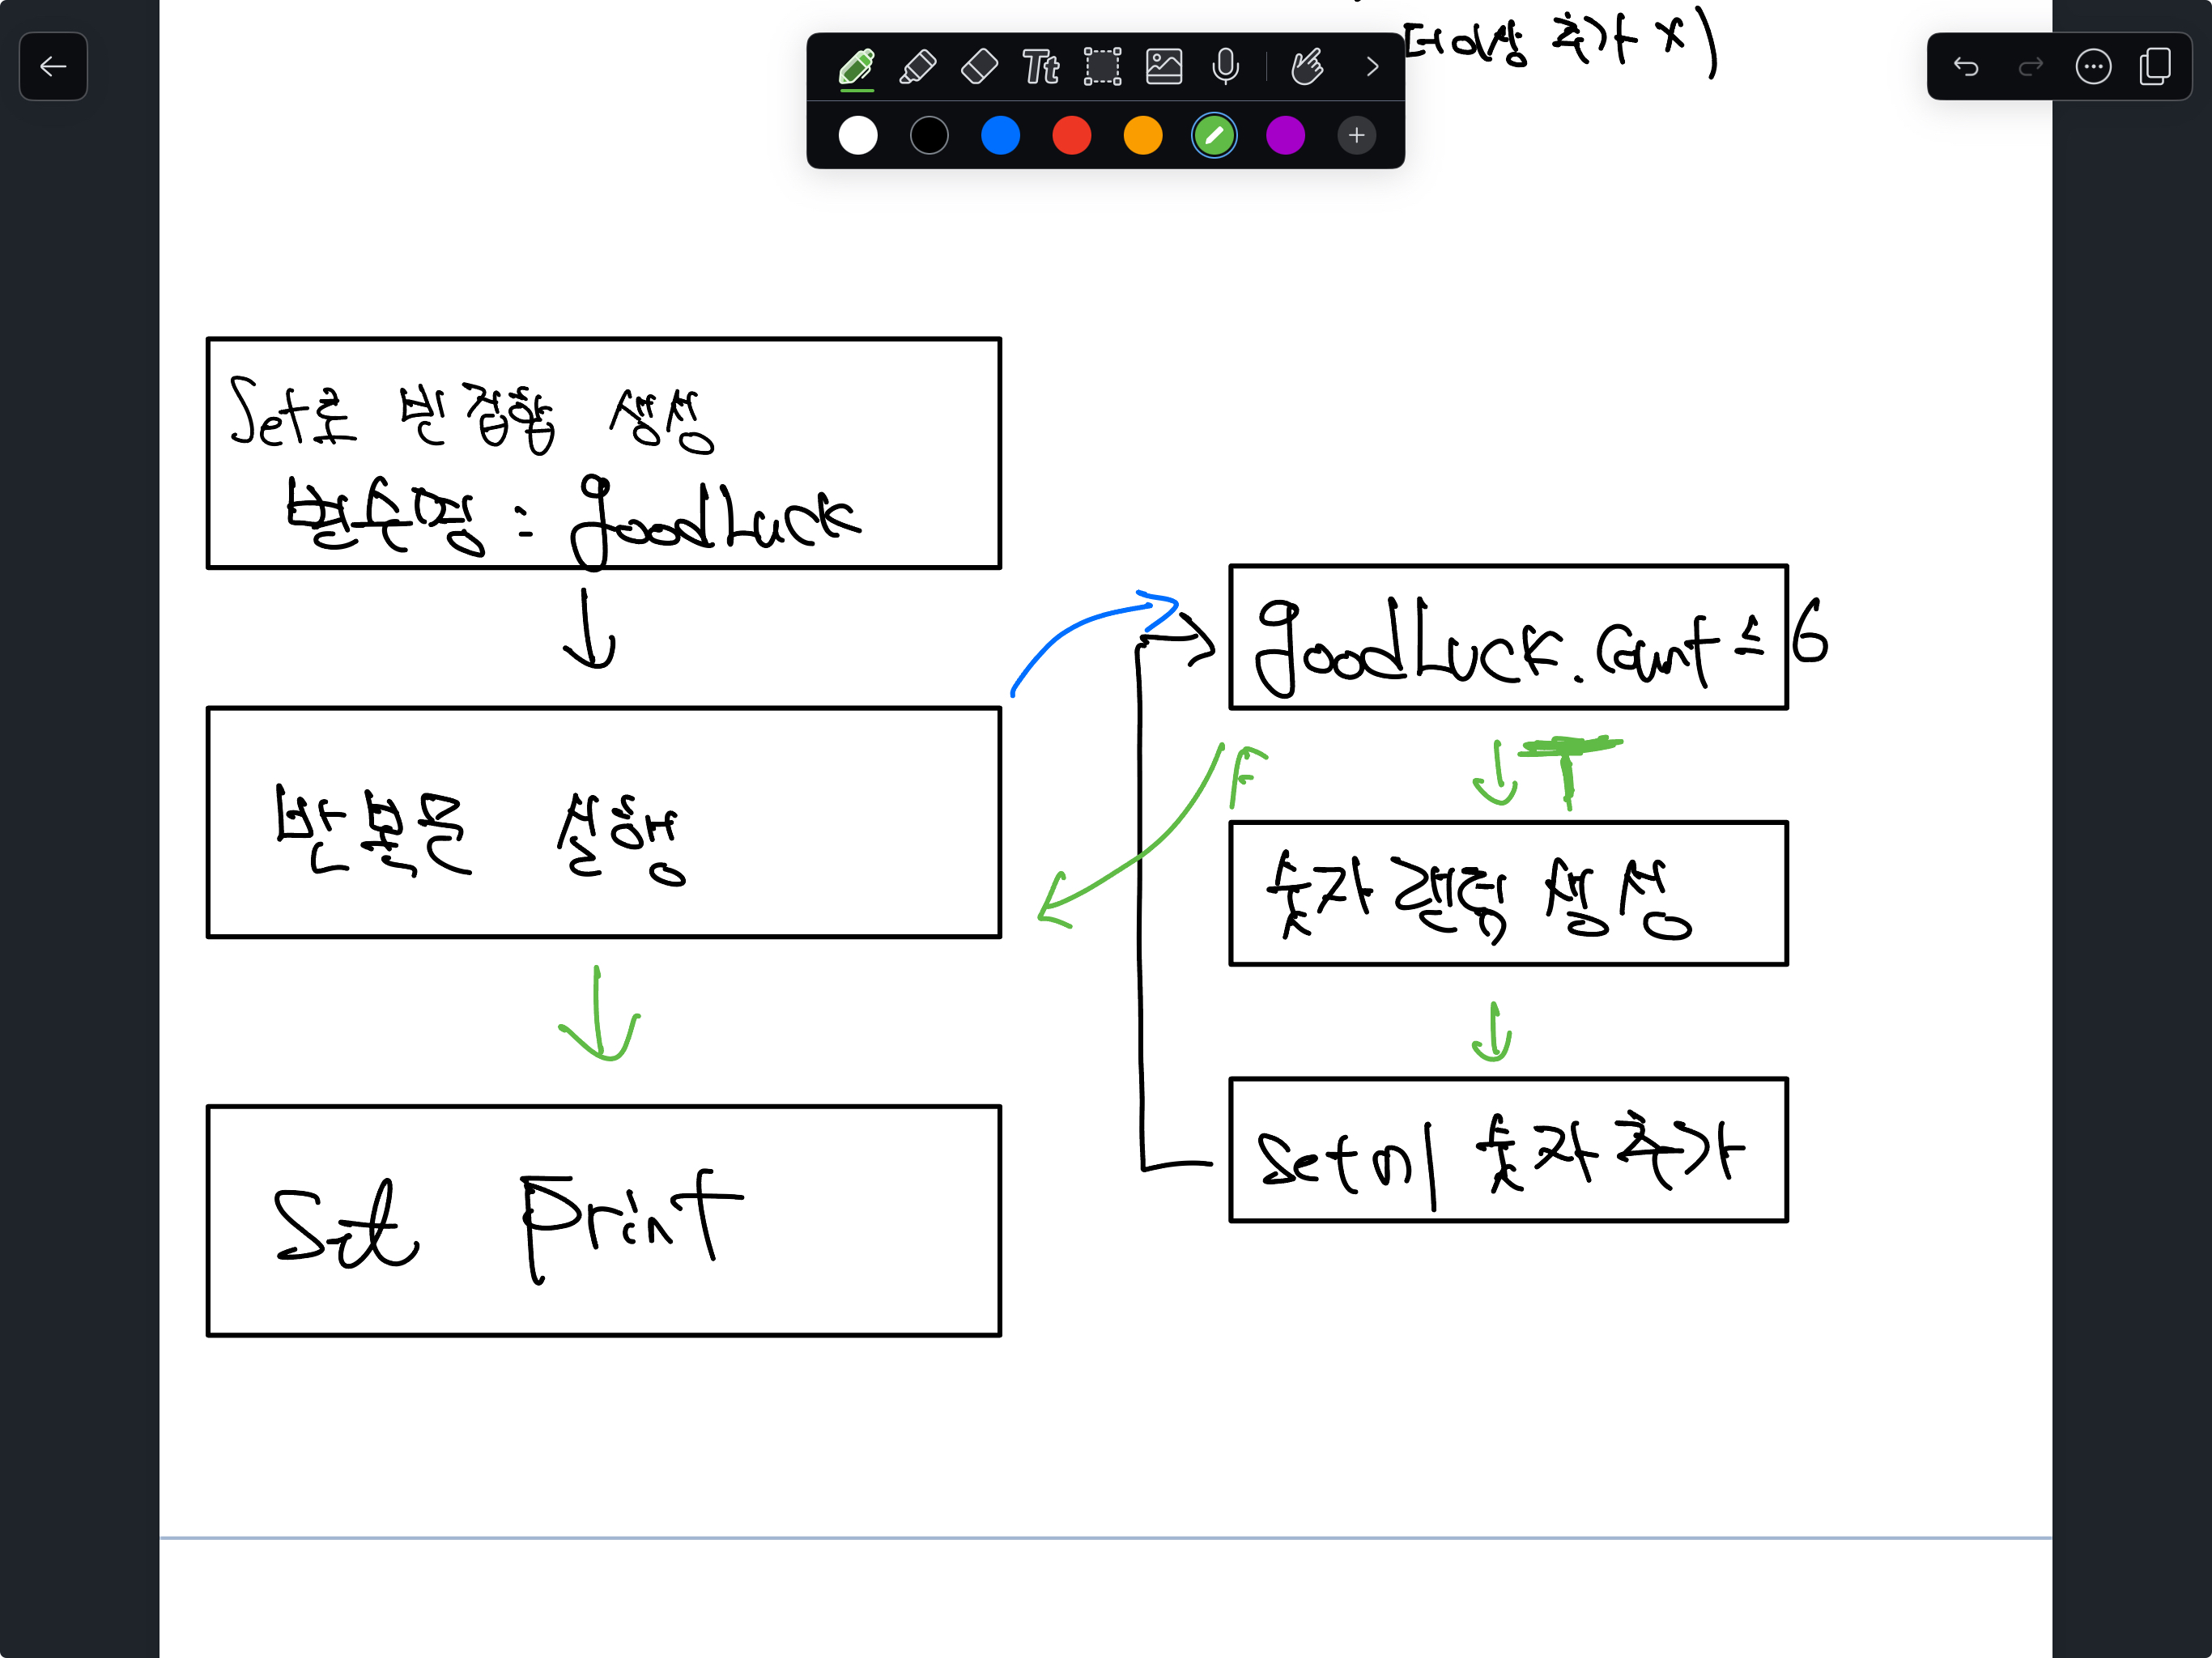 더이상 추가 X)
Set로 빈 집합 생성
변수명 : goodLuck
goodLuck.count ≤ 6
F
T
반복문 실행
숫자 랜덤 생성
Set에 숫자 추가
Set Print